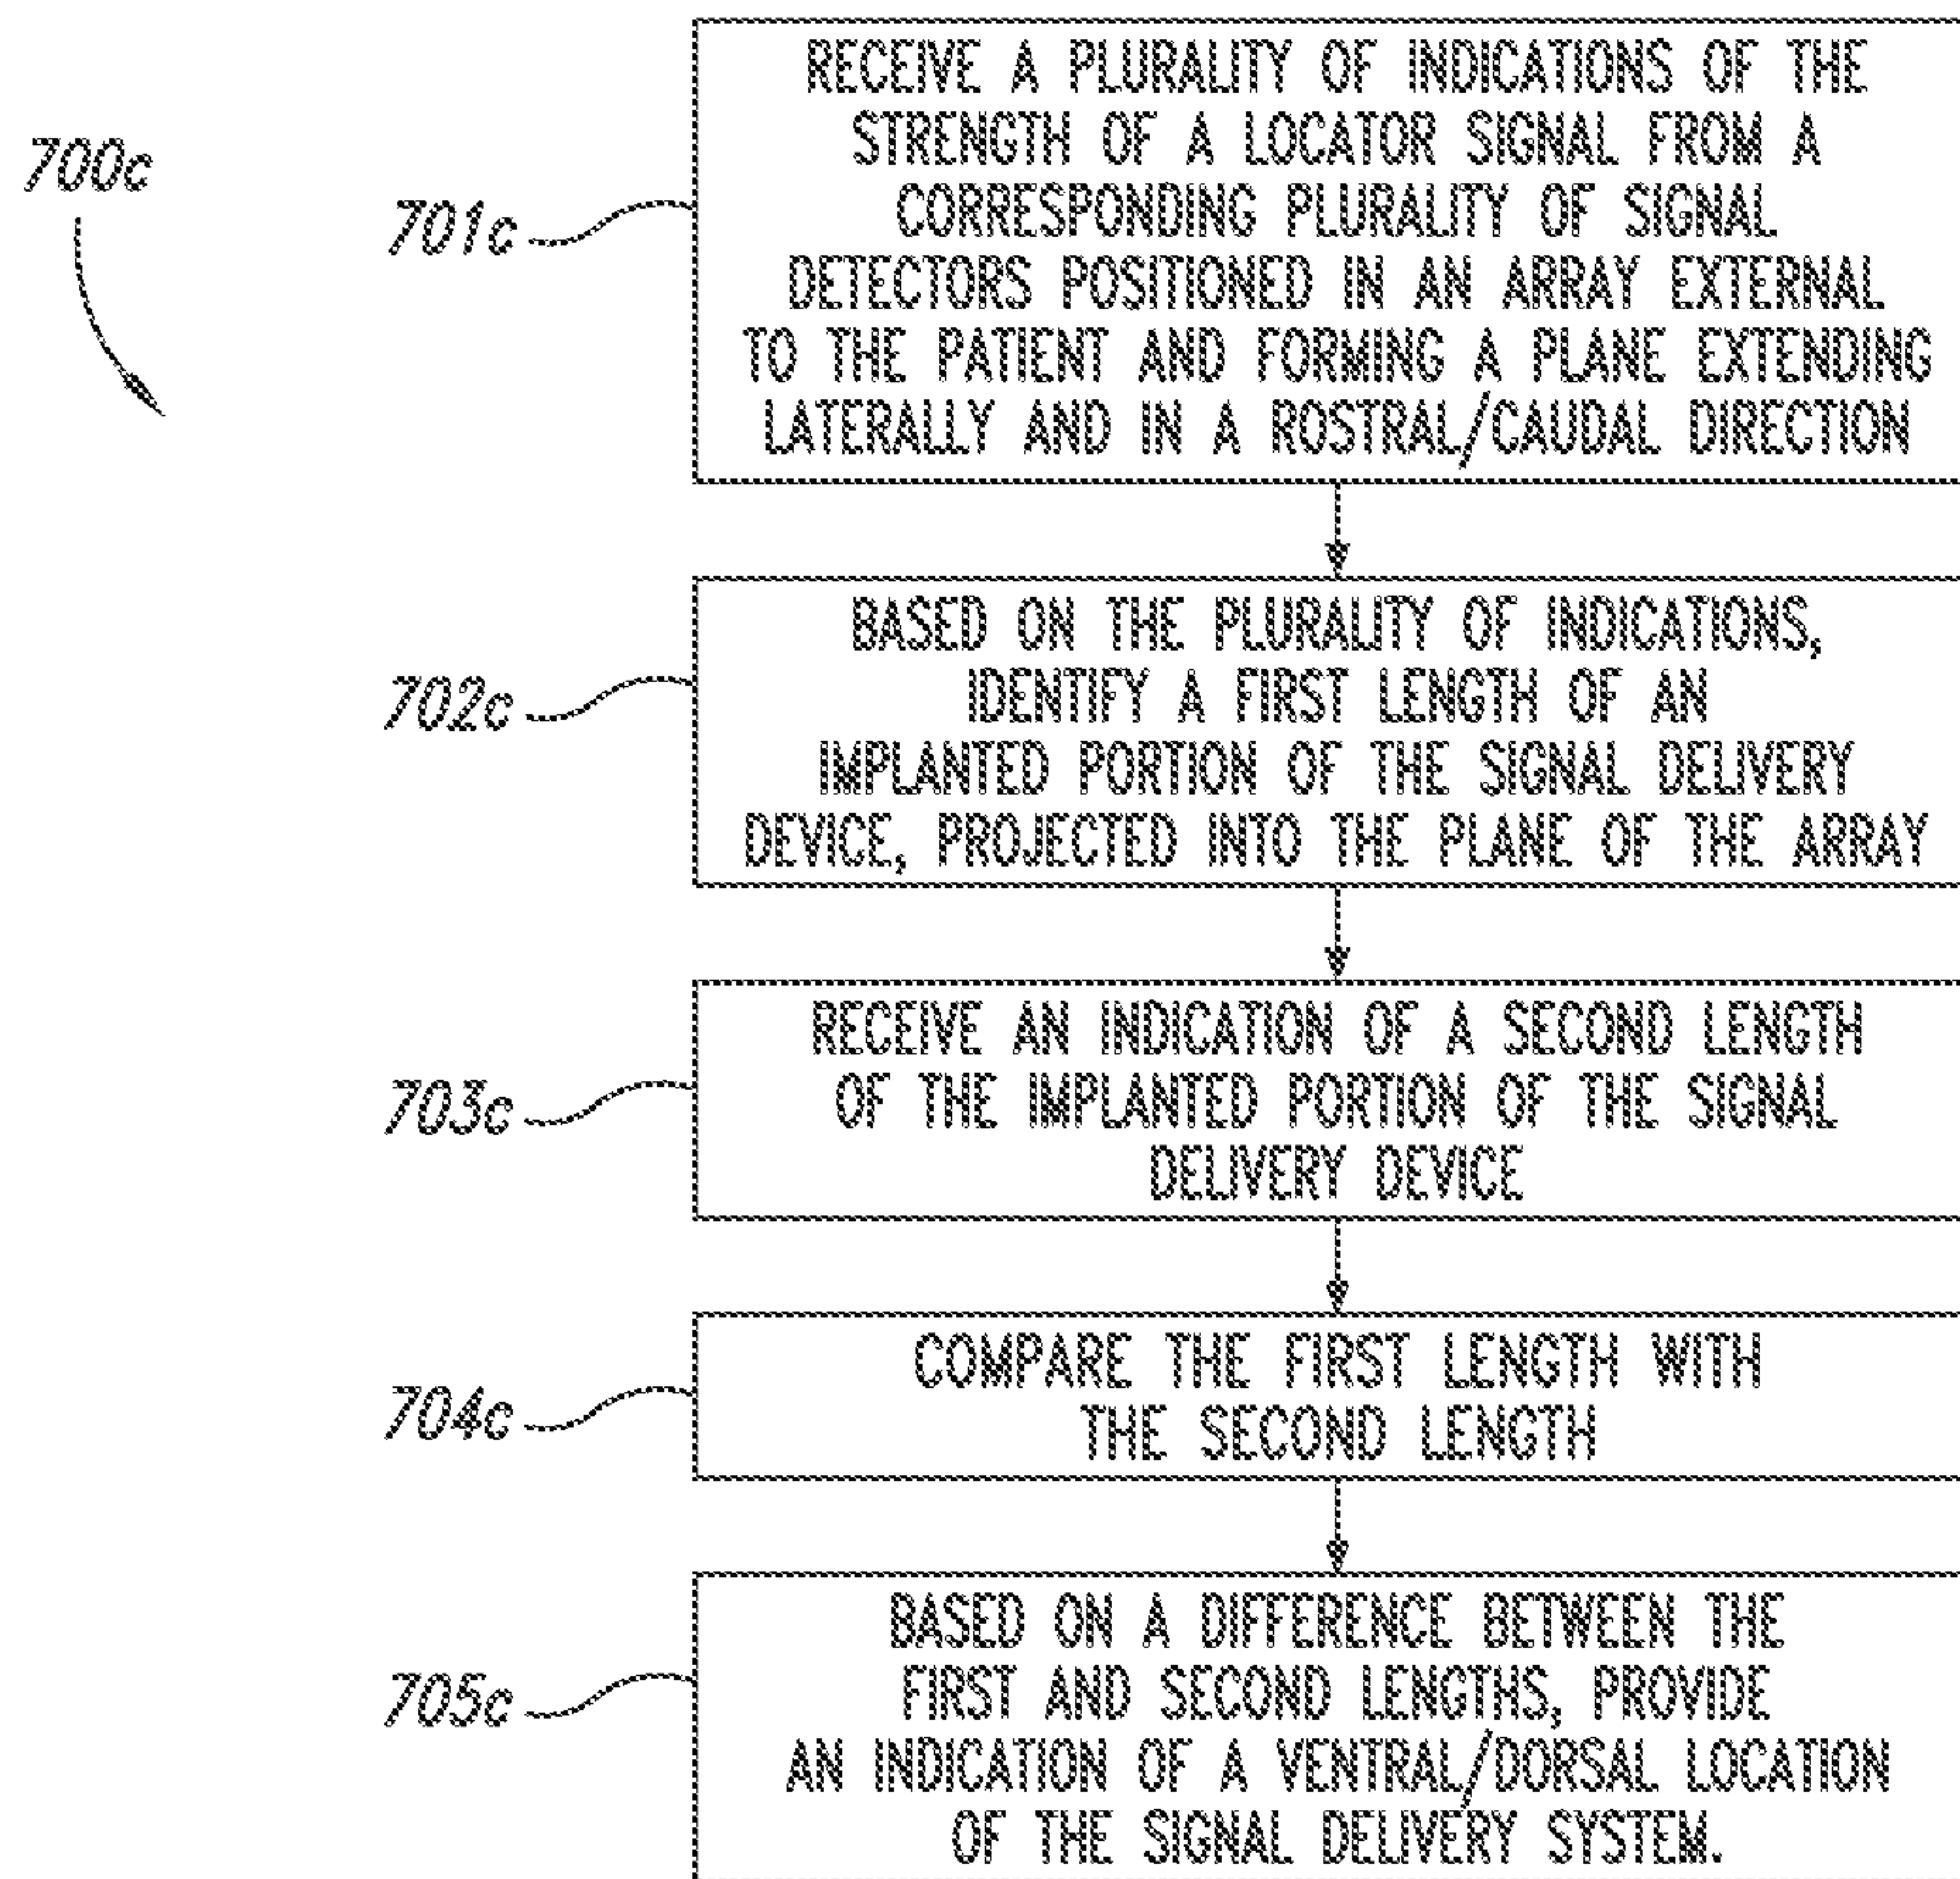 700c
701c
RECEIVE A PLURALITY OF INDICATIONS OF THE
STRENGTH OF A LOCATOR SIGNAL FROM A
CORRESPONDING PLURALITY OF SIGNAL
DETECTORS POSITIONED IN AN ARRAY EXTERNAL
TO THE PATIENT AND FORMING A PLANE EXTENDING
LATERALLY AND IN A ROSTRAL/CAUDAL DIRECTION
702c
BASED ON THE PLURALITY OF INDICATIONS,
IDENTIFY A FIRST LENGTH OF AN
IMPLANTED PORTION OF THE SIGNAL DELIVERY
DEVICE, PROJECTED INTO THE PLANE OF THE ARRAY
703c
RECEIVE AN INDICATION OF A SECOND LENGTH
OF THE IMPLANTED PORTION OF THE SIGNAL
DELIVERY DEVICE
704c
COMPARE THE FIRST LENGTH WITH
THE SECOND LENGTH
705c
BASED ON A DIFFERENCE BETWEEN THE
FIRST AND SECOND LENGTHS, PROVIDE
AN INDICATION OF A VENTRAL/DORSAL LOCATION
OF THE SIGNAL DELIVERY SYSTEM.